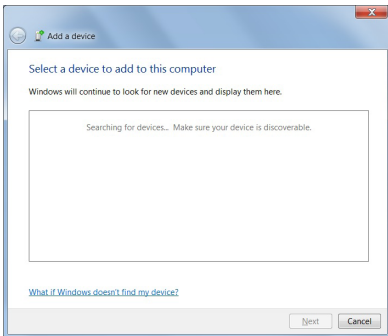 Add a device
Select a device to add to this computer
Windows will continue to look for new devices and display them here.
Searching for devices... Make sure your device is discoverable.
What if Windows doesn't find my device?
Next Cancel